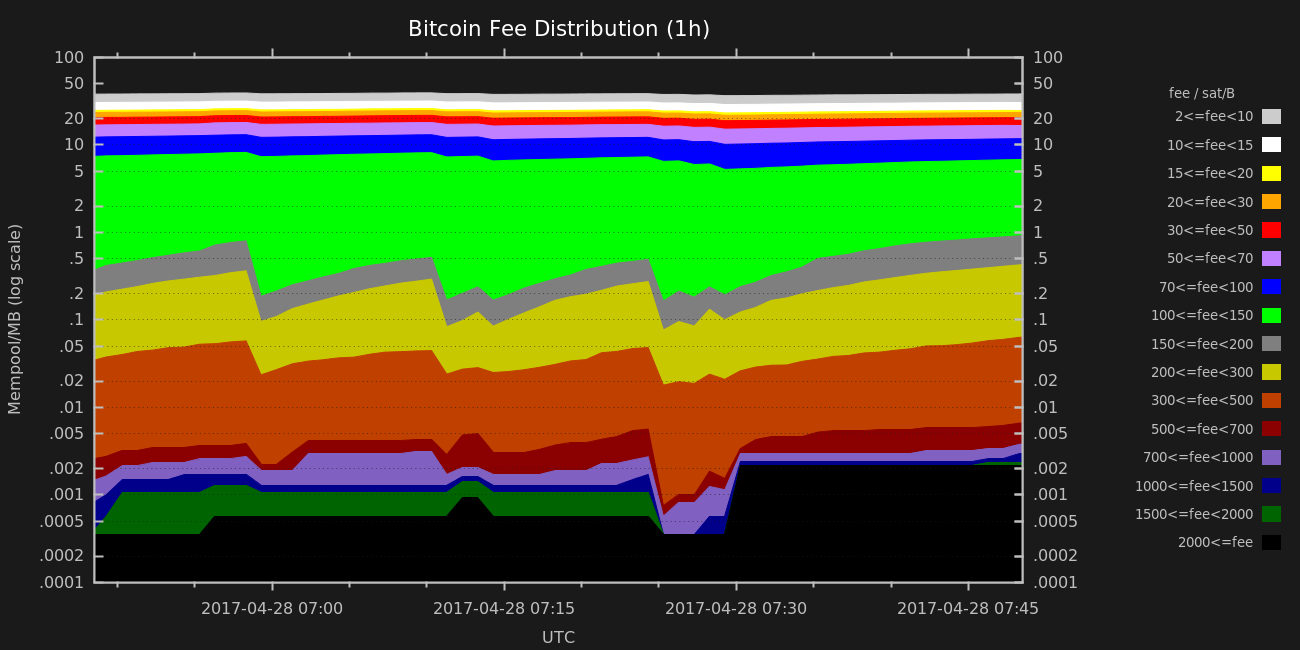 Bitcoin Fee Distribution (1h)
100
50
20
10
5
2
1
.5
.2
.1
.05
.02
.01
.005
.002
.001
.0005
.0002
.0001
Mempool/MB (log scale)
100
50
20
10
5
2
1
.5
.2
.1
.05
.02
.01
.005
.002
.001
.0005
.0002
.0001
2017-04-28 07:00 2017-04-28 07:15 2017-04-28 07:30 2017-04-28 07:45
UTC
fee / sat/B
2<=fee<10
10<=fee<15
15<=fee<20
20<=fee<30
30<=fee<50
50<=fee<70
70<=fee<100
100<=fee<150
150<=fee<200
200<=fee<300
300<=fee<500
500<=fee<700
700<=fee<1000
1000<=fee<1500
1500<=fee<2000
2000<=fee